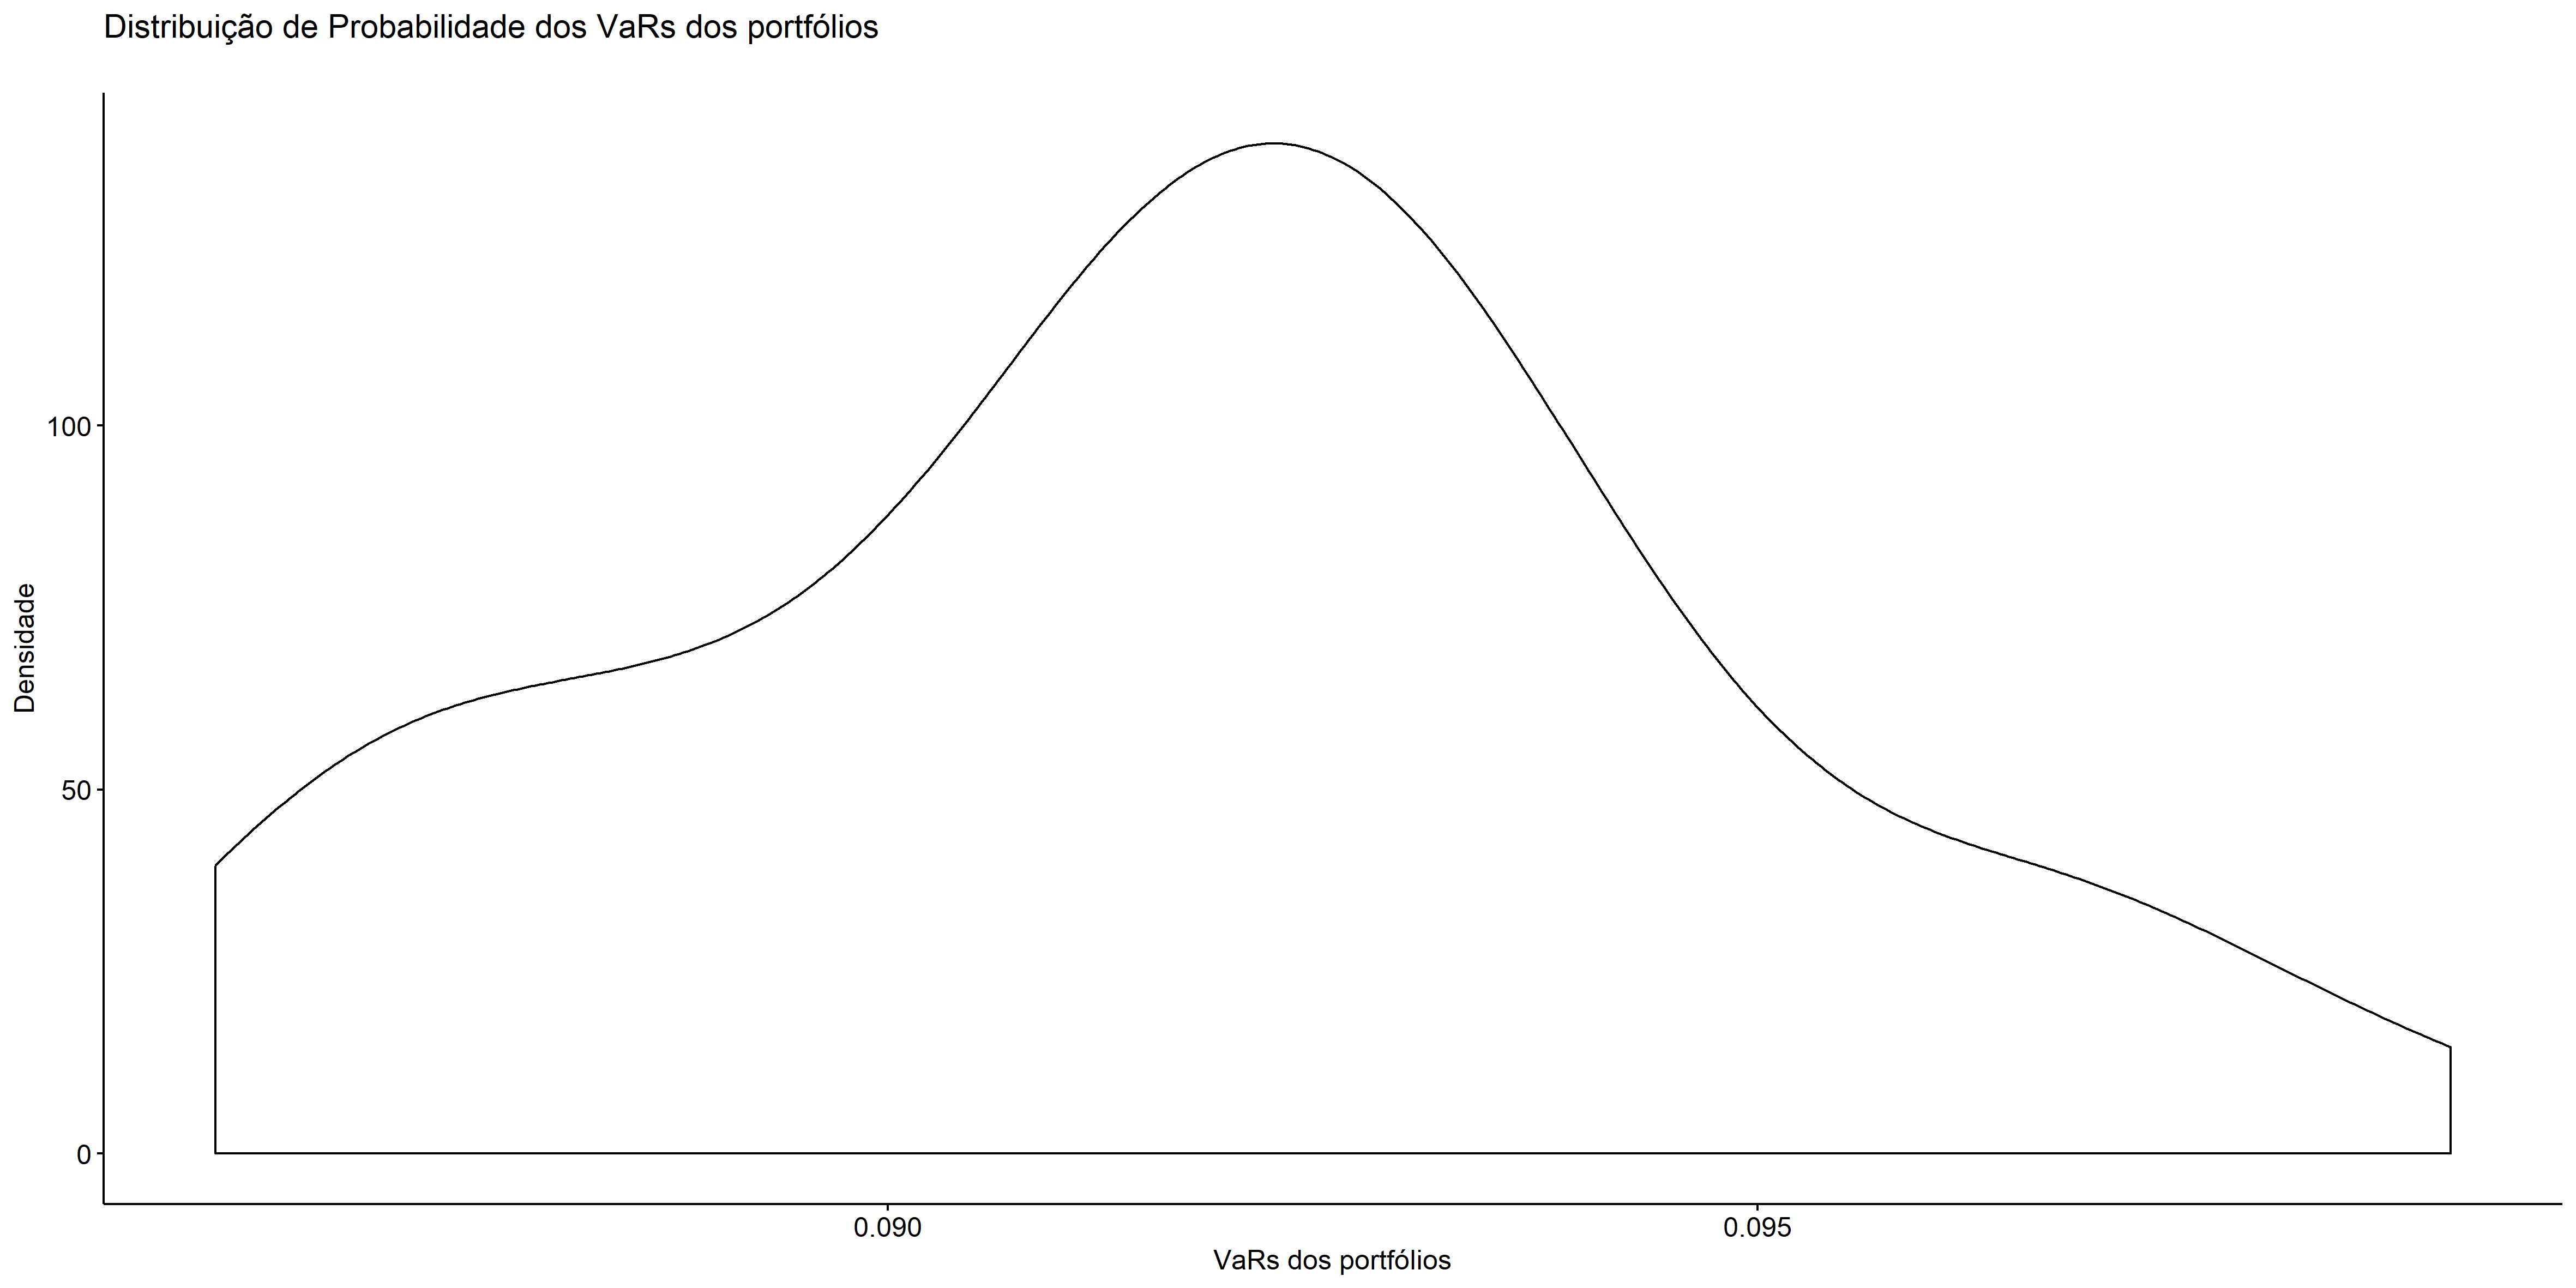 Distribuição de Probabilidade dos VaRs dos portfólios
Densidade
100
50
0
0.090
0.095
VaRs dos portfólios